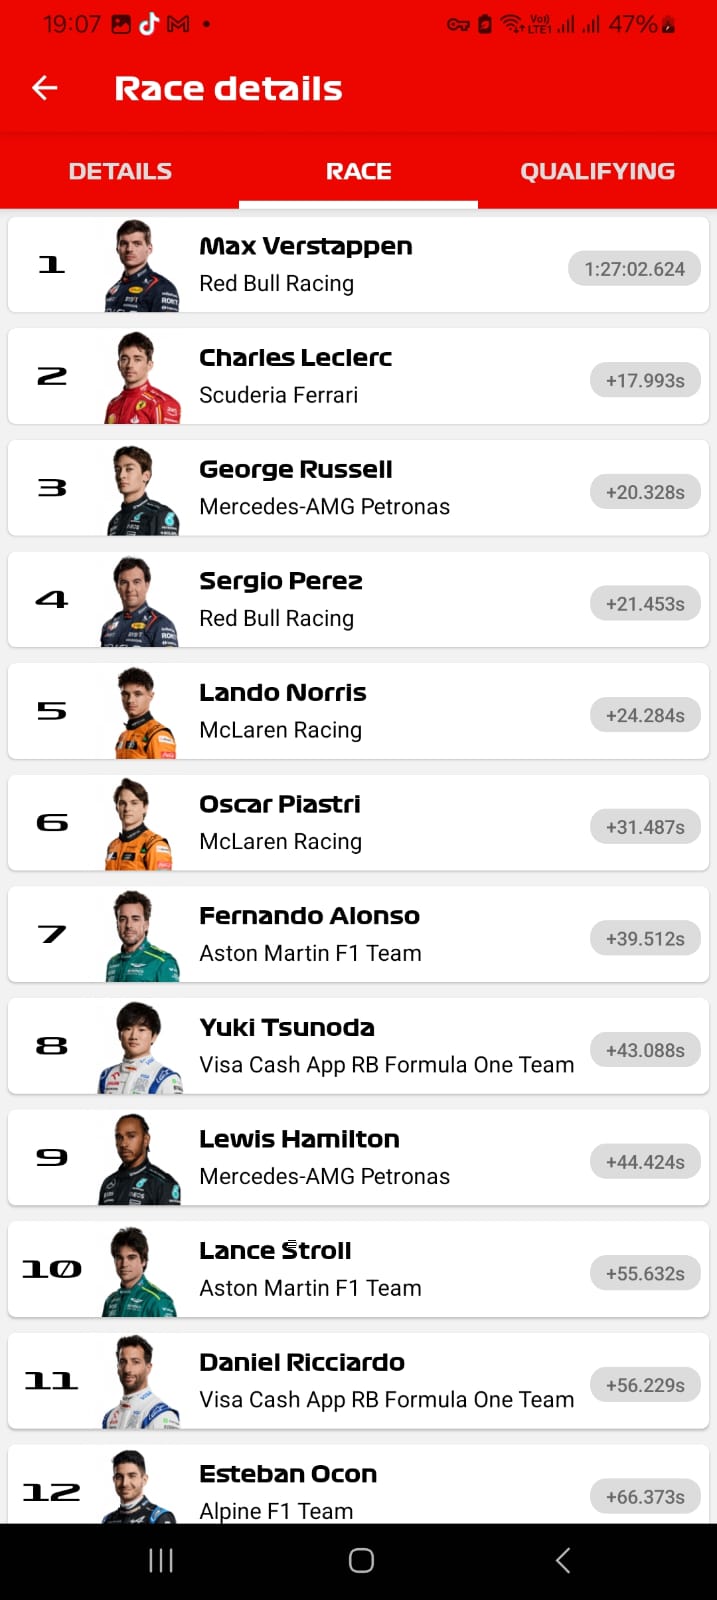 19:07
Vo)) LTE1
47%
Race details
DETAILS RACE QUALIFYING
1
Max Verstappen
Red Bull Racing
1:27:02.624
2
Charles Leclerc
Scuderia Ferrari
+17.993s
3
George Russell
Mercedes-AMG Petronas
+20.328s
4
Sergio Perez
Red Bull Racing
+21.453s
5
Lando Norris
McLaren Racing
+24.284s
6
Oscar Piastri
McLaren Racing
+31.487s
7
Fernando Alonso
Aston Martin F1 Team
+39.512s
8
Yuki Tsunoda
Visa Cash App RB Formula One Team
+43.088s
9
Lewis Hamilton
Mercedes-AMG Petronas
+44.424s
10
Lance Stroll
Aston Martin F1 Team
+55.632s
11
Daniel Ricciardo
Visa Cash App RB Formula One Team
+56.229s
12
Esteban Ocon
Alpine F1 Team
+66.373s